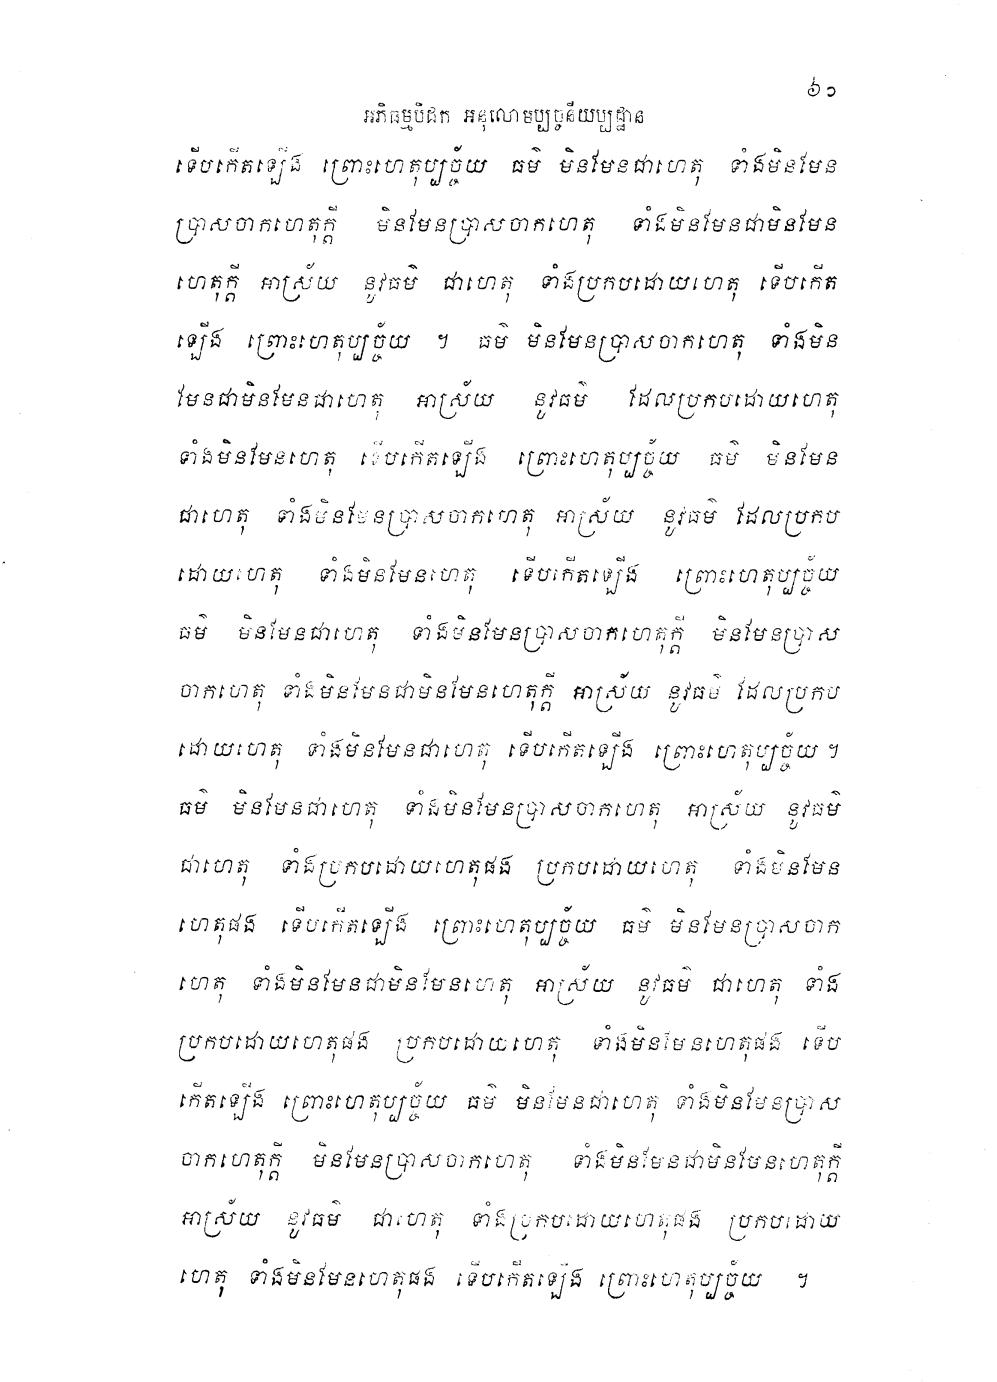 ៦១
អភិធម្មបិដក អនុលោមប្បច្ចនីយប្បដ្ឋាន
ទើបកើតឡើង ព្រោះហេតុប្បច្ច័យ ធម៌ មិនមែនជាហេតុ ទាំងមិនមែន
ប្រាសចាកហេតុក្តី មិនមែនប្រាសចាកហេតុ ទាំងមិនមែនជាមិនមែន
ហេតុក្តី អាស្រ័យ នូវធម៌ ជាហេតុ ទាំងប្រកបដោយហេតុ ទើបកើត
ឡើង ព្រោះហេតុប្បច្ច័យ ។ ធម៌ មិនមែនប្រាសចាកហេតុ ទាំងមិន
មែនជាមិនមែនជាហេតុ អាស្រ័យ នូវធម៌ ដែលប្រកបដោយហេតុ
ទាំងមិនមែនហេតុ ទើបកើតឡើង ព្រោះហេតុប្បច្ច័យ ធម៌ មិនមែន
ជាហេតុ ទាំងមិនមែនប្រាសចាកហេតុ អាស្រ័យ នូវធម៌ ដែលប្រកប
ដោយហេតុ ទាំងមិនមែនហេតុ ទើបកើតឡើង ព្រោះហេតុប្បច្ច័យ
ធម៌ មិនមែនជាហេតុ ទាំងមិនមែនប្រាសចាកហេតុក្តី មិនមែនប្រាស
ចាកហេតុ ទាំងមិនមែនជាមិនមែនហេតុក្តី អាស្រ័យ នូវធម៌ ដែលប្រកប
ដោយហេតុ ទាំងមិនមែនជាហេតុ ទើបកើតឡើង ព្រោះហេតុប្បច្ច័យ ។
ធម៌ មិនមែនជាហេតុ ទាំងមិនមែនប្រាសចាកហេតុ អាស្រ័យ នូវធម៌
ជាហេតុ ទាំងប្រកបដោយហេតុផង ប្រកបដោយហេតុ ទាំងមិនមែន
ហេតុផង ទើបកើតឡើង ព្រោះហេតុប្បច្ច័យ ធម៌ មិនមែនប្រាសចាក
ហេតុ ទាំងមិនមែនជាមិនមែនហេតុ អាស្រ័យ នូវធម៌ ជាហេតុ ទាំង
ប្រកបដោយហេតុផង ប្រកបដោយហេតុ ទាំងមិនមែនហេតុផង ទើប
កើតឡើង ព្រោះហេតុប្បច្ច័យ ធម៌ មិនមែនជាហេតុ ទាំងមិនមែនប្រាស
ចាកហេតុក្តី មិនមែនប្រាសចាកហេតុ ទាំងមិនមែនជាមិនមែនហេតុក្តី
អាស្រ័យ នូវធម៌ ជាហេតុ ទាំងប្រកបដោយហេតុផង ប្រកបដោយ
ហេតុ ទាំងមិនមែនហេតុផង ទើបកើតឡើង ព្រោះហេតុប្បច្ច័យ ។